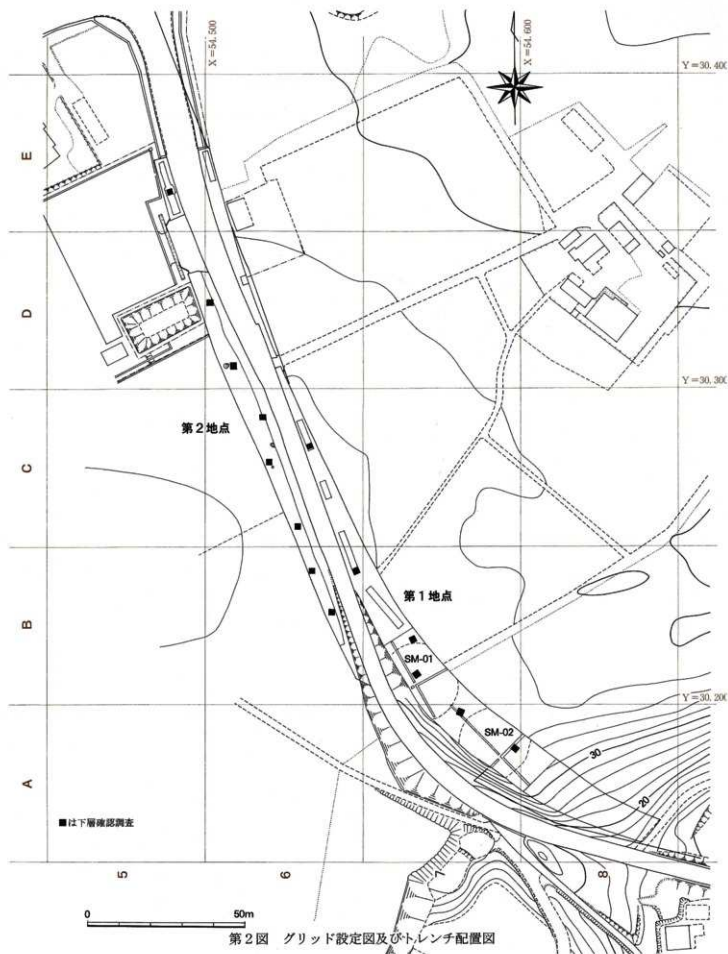 X=54.500
X=54.600
Y=30.400
E
D
Y=30.300
第2地点
C
第1地点
B
SM-01
Y=30.200
SM-02
30
A
20
■は下層確認調査
5
6
7
8
0
50m
第2図 グリッド設定図及びトレンチ配置図